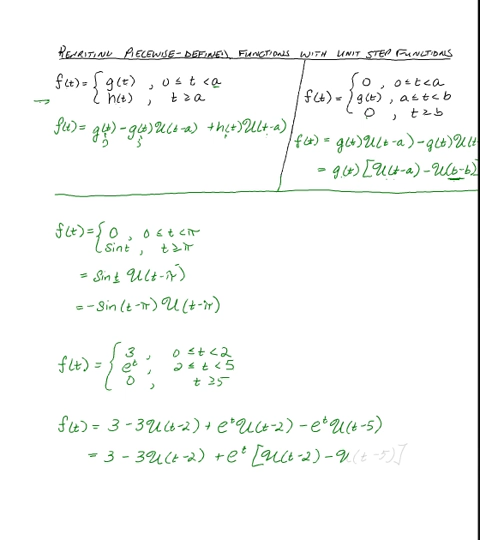 REWRITING PIECEWISE-DEFINED FUNCTIONS WITH UNIT STEP FUNCTIONS
f(t) = { g(t) , 0 ≤ t < a
h(t) , t ≥ a
f(t) = g(t) - g(t)U(t-a) + h(t)U(t-a)
f(t) = { 0 , 0 ≤ t < a
g(t) , a ≤ t < b
0 , t ≥ b
f(t) = g(t)U(t-a) - g(t)U(t
= g(t)[U(t-a) - U(b-b)
f(t) = { 0 , 0 ≤ t < π
sin t , t ≥ π
= sin t U(t-π)
= -sin(t-π)U(t-π)
f(t) = { 3 , 0 ≤ t < 2
e^t , 2 ≤ t < 5
0 , t ≥ 5
f(t) = 3 - 3U(t-2) + e^t U(t-2) - e^t U(t-5)
= 3 - 3U(t-2) + e^t [U(t-2) - U(t-5)]